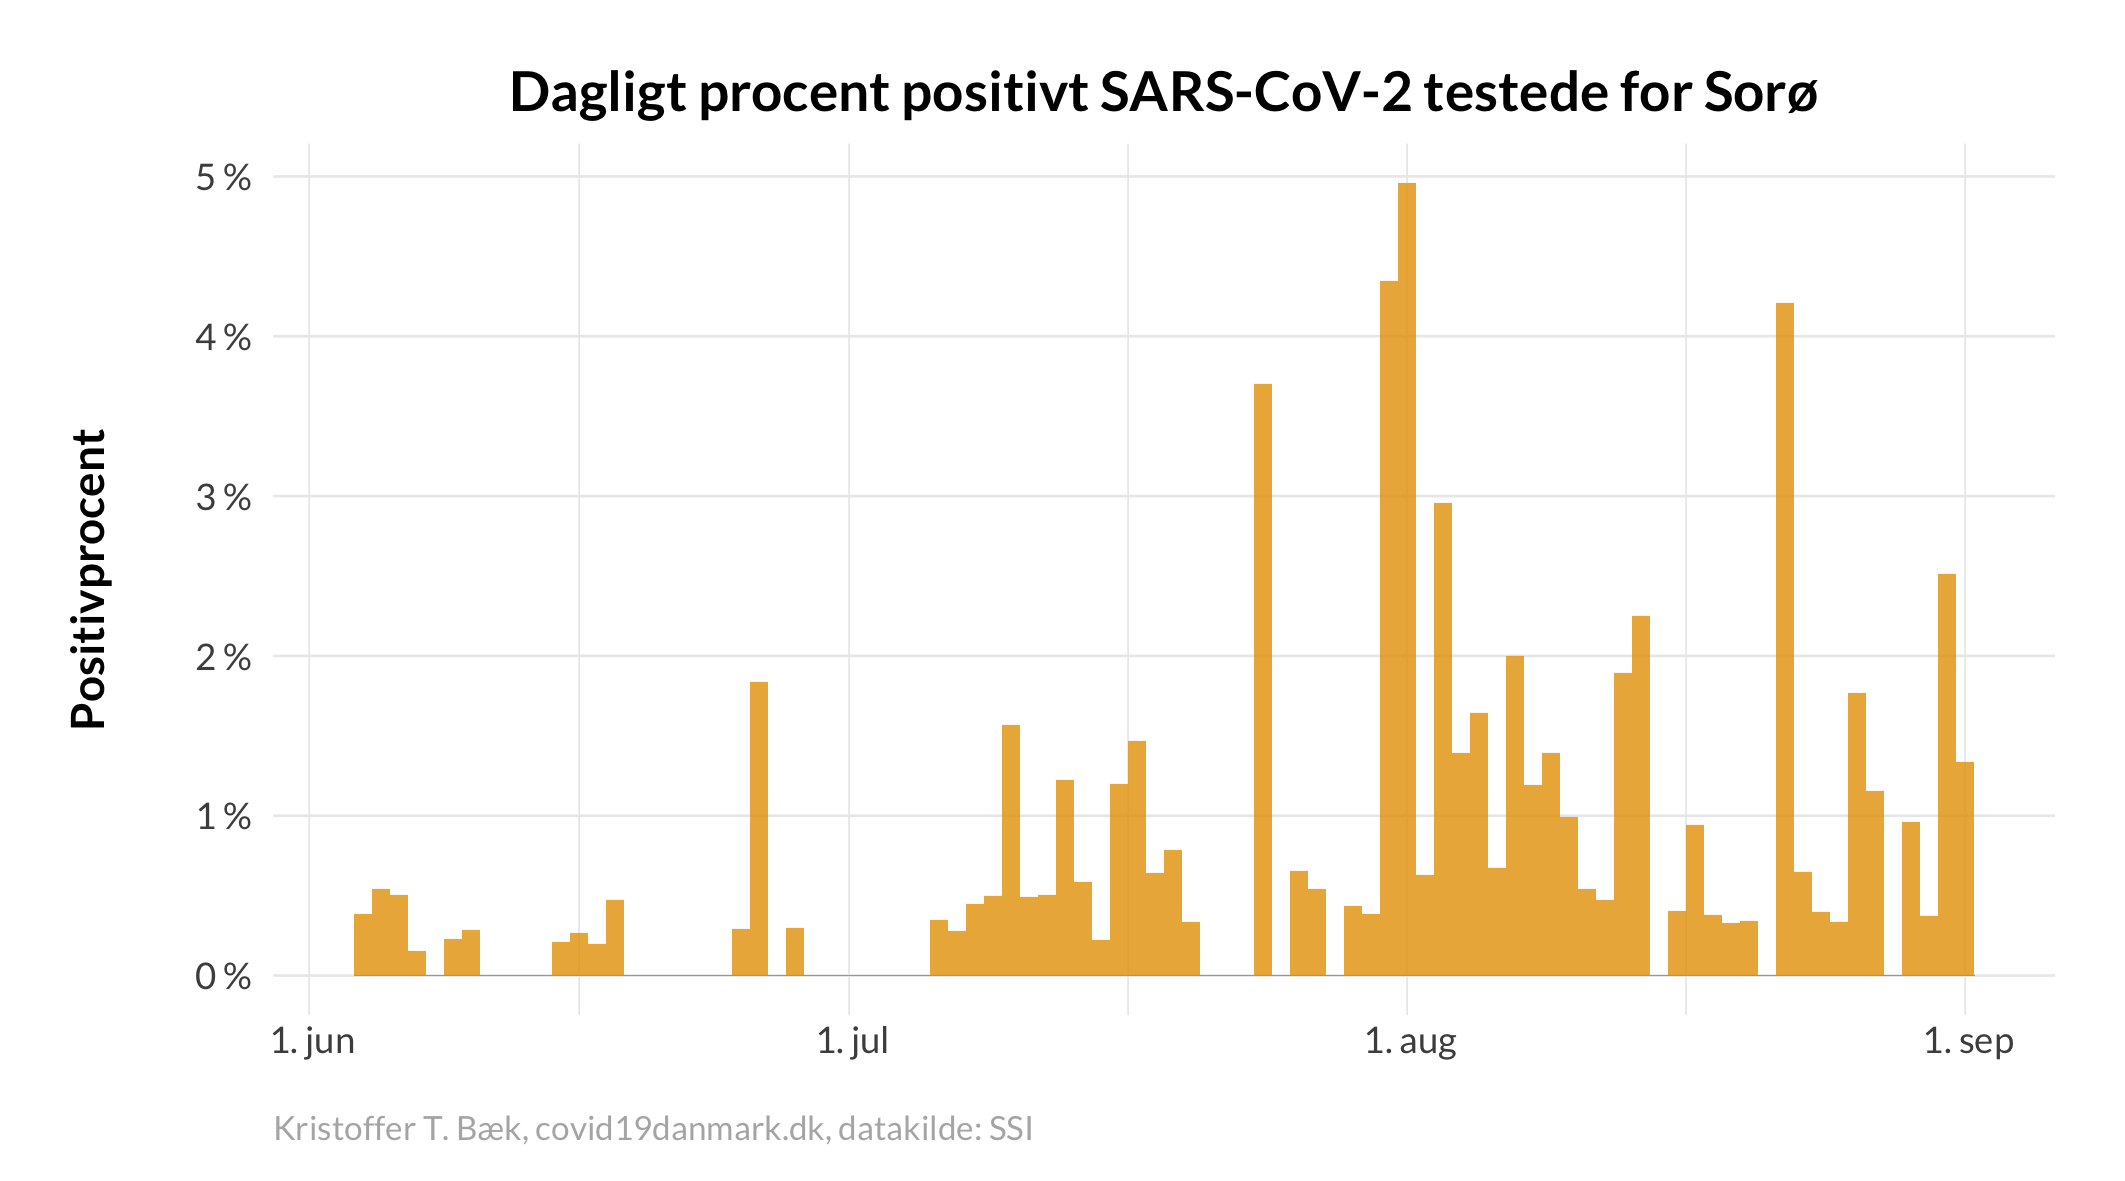 Dagligt procent positivt SARS-CoV-2 testede for Sorø
Positivprocent
5 %
4 %
3 %
2 %
1 %
0 %
1. jun
1. jul
1. aug
1. sep
Kristoffer T. Bæk, covid19danmark.dk, datakilde: SSI